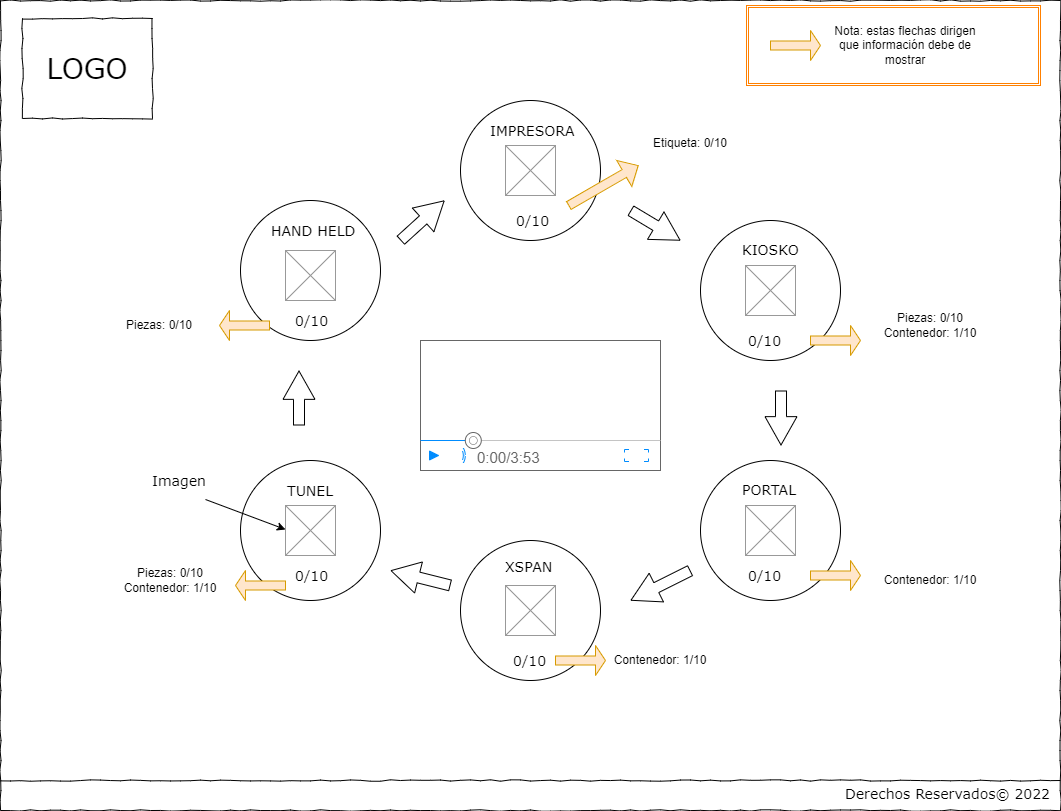 LOGO
Nota: estas flechas dirigen
que información debe de
mostrar
IMPRESORA
0/10
Etiqueta: 0/10
HAND HELD
0/10
Piezas: 0/10
KIOSKO
0/10
Piezas: 0/10
Contenedor: 1/10
0:00/3:53
Imagen
TUNEL
0/10
Piezas: 0/10
Contenedor: 1/10
PORTAL
0/10
Contenedor: 1/10
XSPAN
0/10
Contenedor: 1/10
Derechos Reservados© 2022